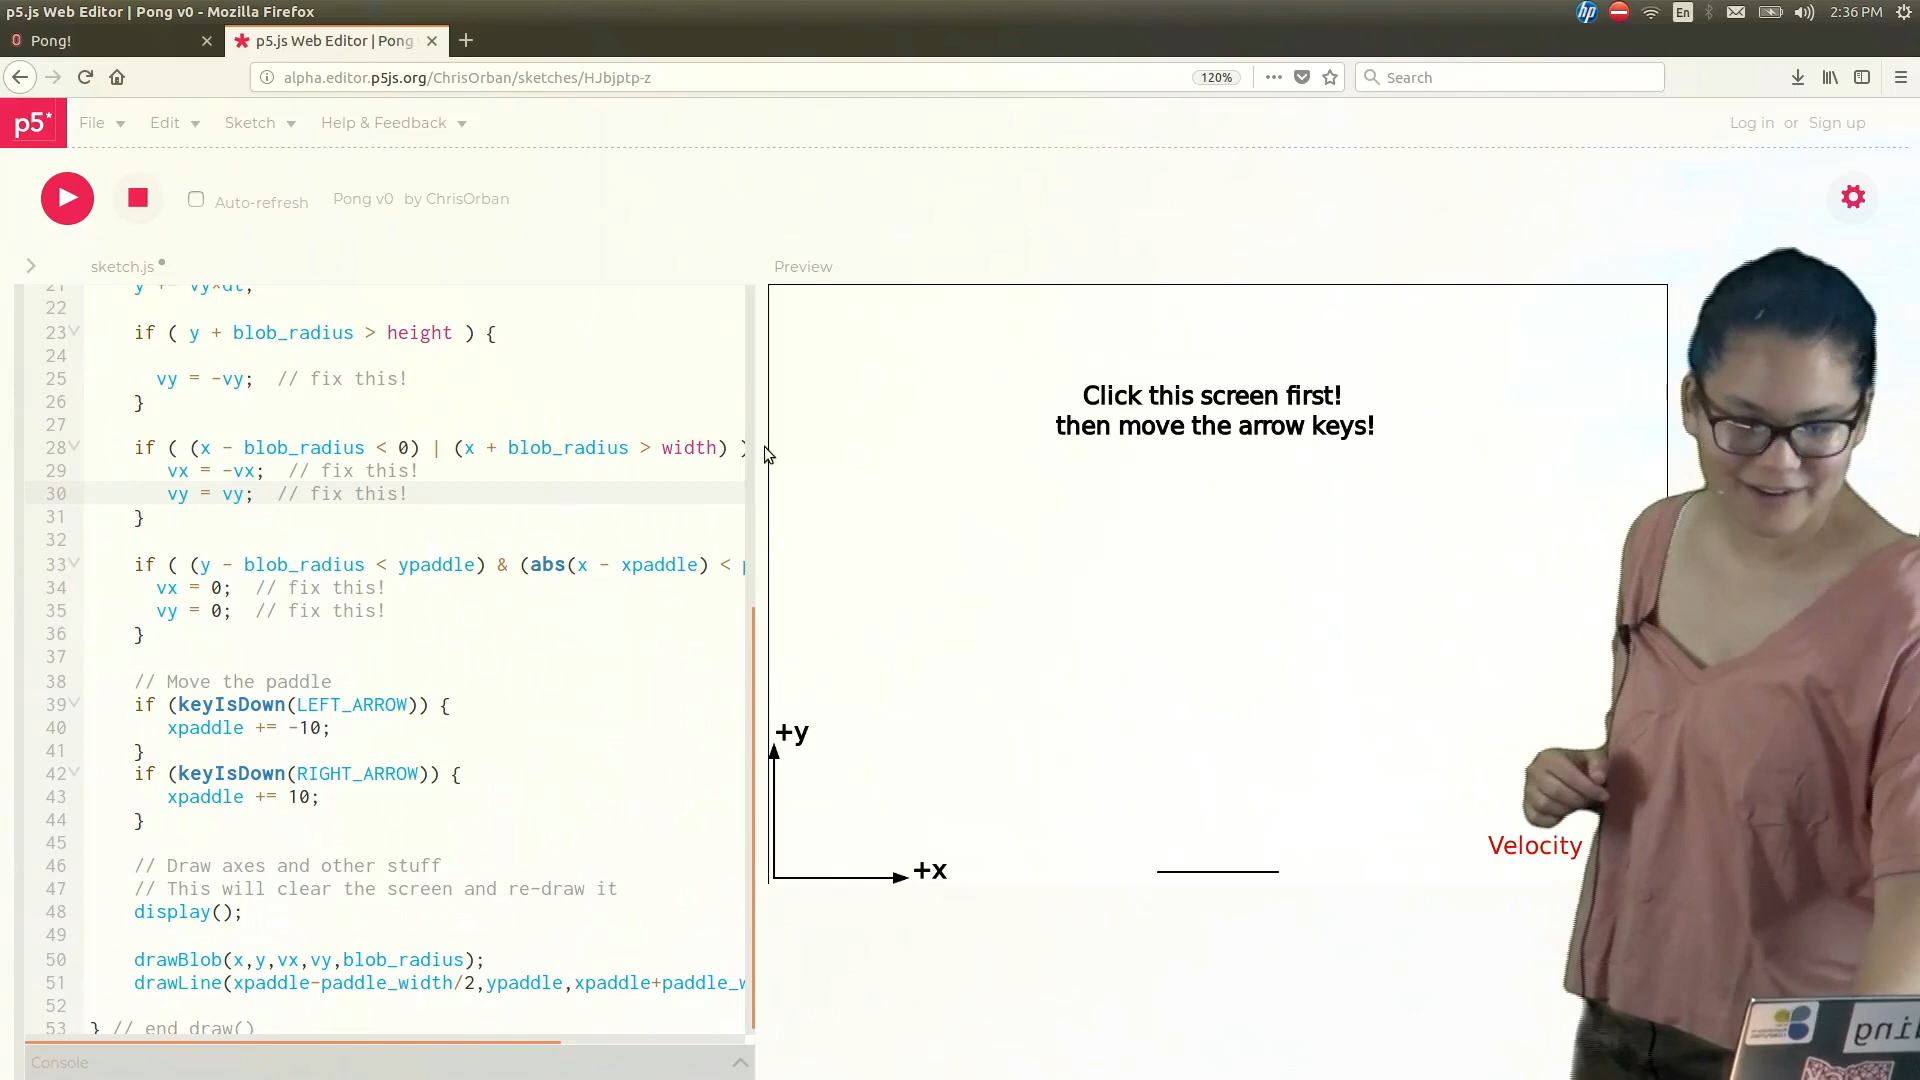 p5.js Web Editor | Pong v0 - Mozilla Firefox
hp
En
2:36 PM
Pong!
p5.js Web Editor | Pong
alpha.editor.p5js.org/ChrisOrban/sketches/HJbjptp-z
120%
Search
p5*
File
Edit
Sketch
Help & Feedback
Log in or Sign up
Auto-refresh
Pong v0 by ChrisOrban
sketch.js
Preview
21 y += vy*dt;
22
23 if ( y + blob_radius > height ) {
24
25 vy = -vy; // fix this!
26 }
27
28 if ( (x - blob_radius < 0) | (x + blob_radius > width) )
29 vx = -vx; // fix this!
30 vy = vy; // fix this!
31 }
32
33 if ( (y - blob_radius < ypaddle) & (abs(x - xpaddle) <
34 vx = 0; // fix this!
35 vy = 0; // fix this!
36 }
37
38 // Move the paddle
39 if (keyIsDown(LEFT_ARROW)) {
40 xpaddle += -10;
41 }
42 if (keyIsDown(RIGHT_ARROW)) {
43 xpaddle += 10;
44 }
45
46 // Draw axes and other stuff
47 // This will clear the screen and re-draw it
48 display();
49
50 drawBlob(x,y,vx,vy,blob_radius);
51 drawLine(xpaddle-paddle_width/2,ypaddle,xpaddle+paddle_w
52
53 } // end draw()
Console
Click this screen first!
then move the arrow keys!
+y
+x
Velocity